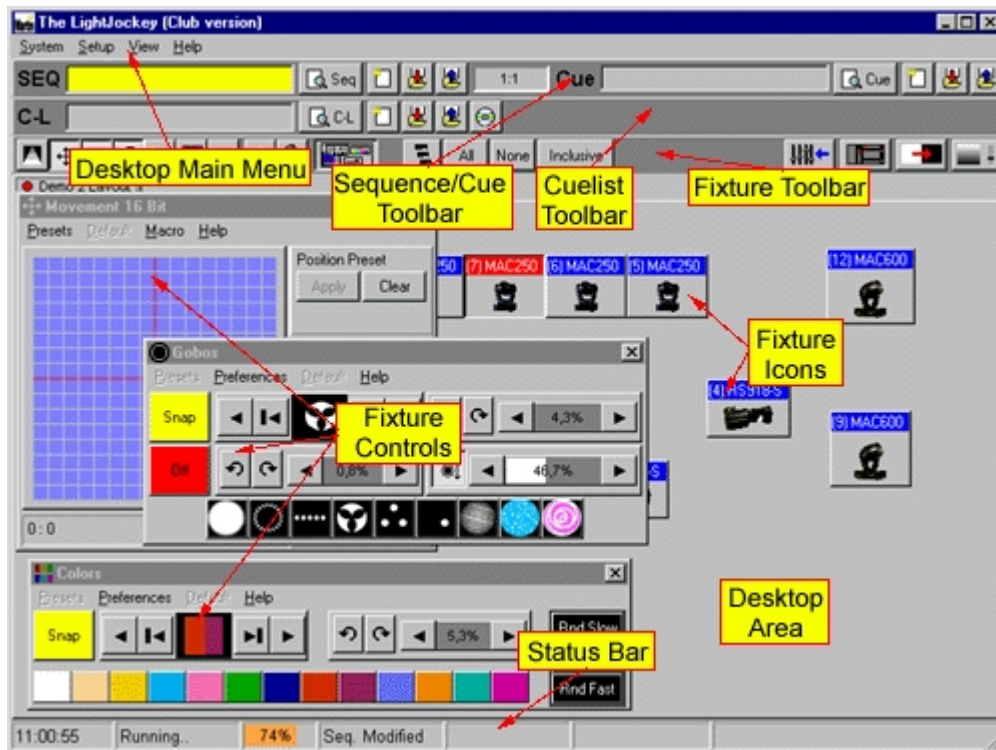 The LightJockey (Club version)
System Setup View Help
SEQ Seq 1:1 Cue Cue
C-L C-L
All None Inclusive
Desktop Main Menu
Sequence/Cue
Toolbar
Cuelist
Toolbar
Fixture Toolbar
Demo 2 Layout
Movement 16 Bit
Presets Default Macro Help
Position Preset
Apply Clear
(7) MAC250 (6) MAC250 (5) MAC250
(12) MAC600
Fixture
Icons
Gobos
Presets Preferences Default Help
Snap 4,3%
Fixture
Controls
Off 0,8% 46,7%
(9) MAC600
0 : 0
Colors
Presets Preferences Default Help
Snap 5,3% Rnd Slow
Rnd Fast
Desktop
Area
Status Bar
11:00:55 Running.. 74% Seq. Modified